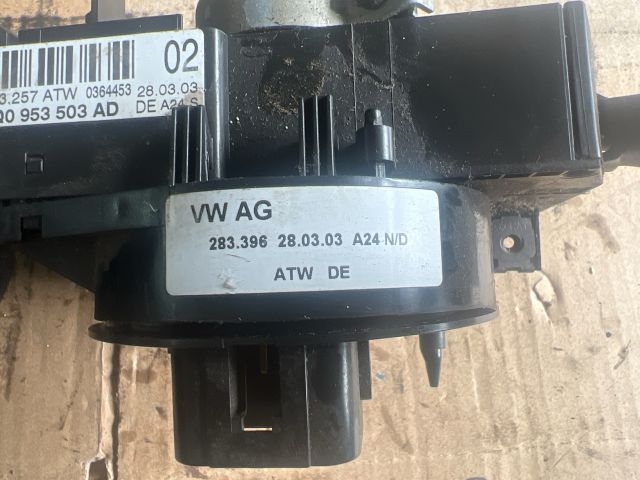 02
3.257 ATW 0364453 28.03.03
Q0 953 503 AD DE A24 S
VW AG
283.396 28.03.03 A24 N/D
ATW DE